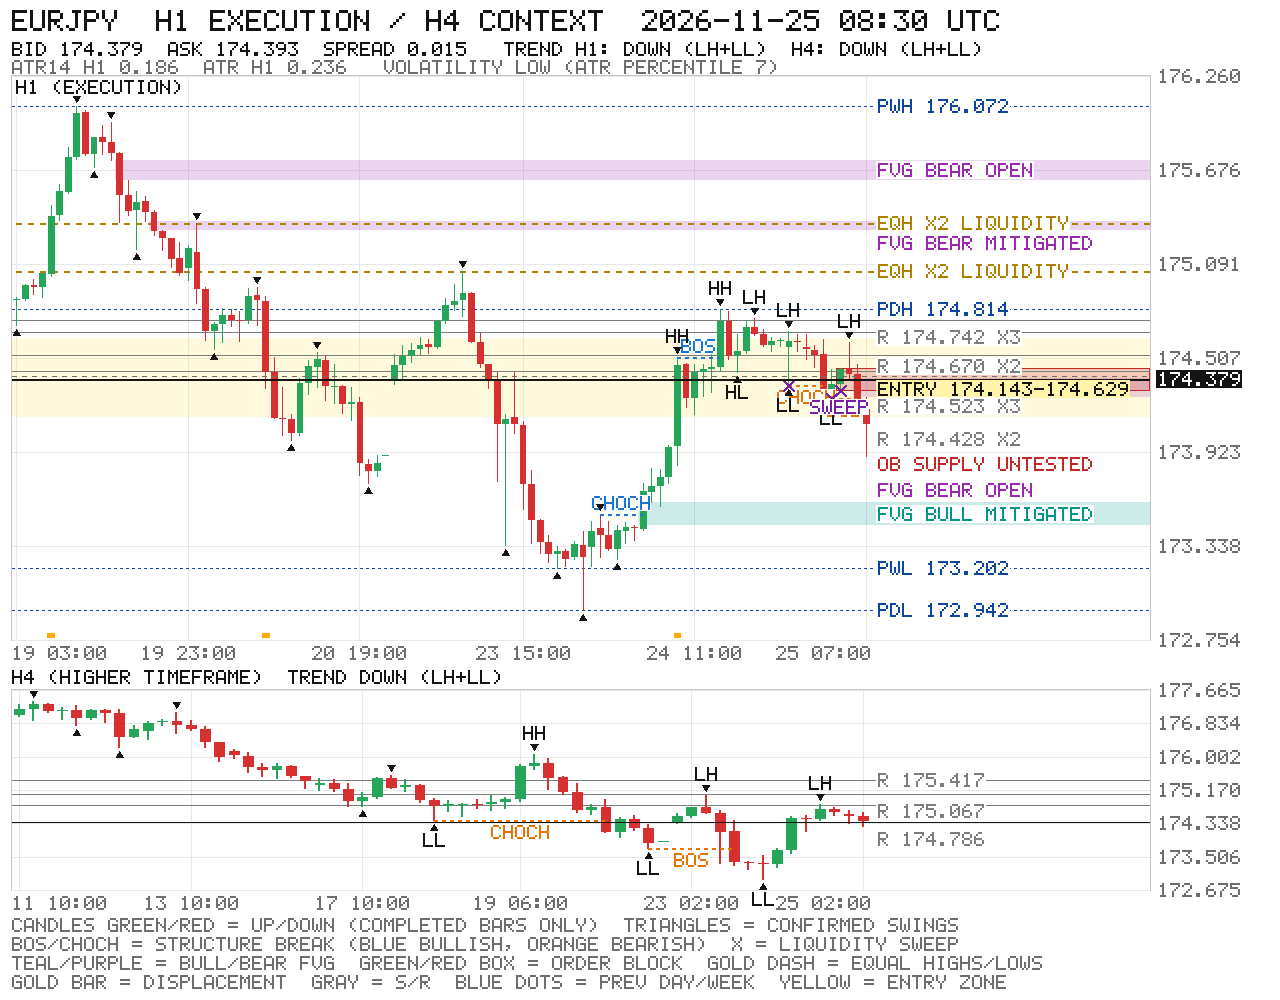 EURJPY  H1 EXECUTION / H4 CONTEXT  2026-11-25 08:30 UTC
BID 174.379  ASK 174.393  SPREAD 0.015   TREND H1: DOWN (LH+LL)  H4: DOWN (LH+LL)
ATR14 H1 0.186  ATR H1 0.236   VOLATILITY LOW (ATR PERCENTILE 7)
176.260
H1 (EXECUTION)
PWH 176.072
FVG BEAR OPEN
175.676
EQH X2 LIQUIDITY
FVG BEAR MITIGATED
175.091
EQH X2 LIQUIDITY
HH
LH
PDH 174.814
LH
LH
HH
R 174.742 X3
BOS
174.507
R 174.670 X2
174.379
ENTRY 174.143-174.629
HL
CHOCH
LL
SWEEP
R 174.523 X3
LL
R 174.428 X2
173.923
OB SUPPLY UNTESTED
FVG BEAR OPEN
CHOCH
FVG BULL MITIGATED
173.338
PWL 173.202
PDL 172.942
172.754
19 03:00
19 23:00
20 19:00
23 15:00
24 11:00
25 07:00
H4 (HIGHER TIMEFRAME)  TREND DOWN (LH+LL)
177.665
176.834
HH
176.002
LH
LH
R 175.417
175.170
R 175.067
174.338
CHOCH
LL
R 174.786
BOS
173.506
LL
172.675
LL
11 10:00
13 10:00
17 10:00
19 06:00
23 02:00
25 02:00
CANDLES GREEN/RED = UP/DOWN (COMPLETED BARS ONLY)  TRIANGLES = CONFIRMED SWINGS
BOS/CHOCH = STRUCTURE BREAK (BLUE BULLISH, ORANGE BEARISH)  X = LIQUIDITY SWEEP
TEAL/PURPLE = BULL/BEAR FVG  GREEN/RED BOX = ORDER BLOCK  GOLD DASH = EQUAL HIGHS/LOWS
GOLD BAR = DISPLACEMENT  GRAY = S/R  BLUE DOTS = PREV DAY/WEEK  YELLOW = ENTRY ZONE